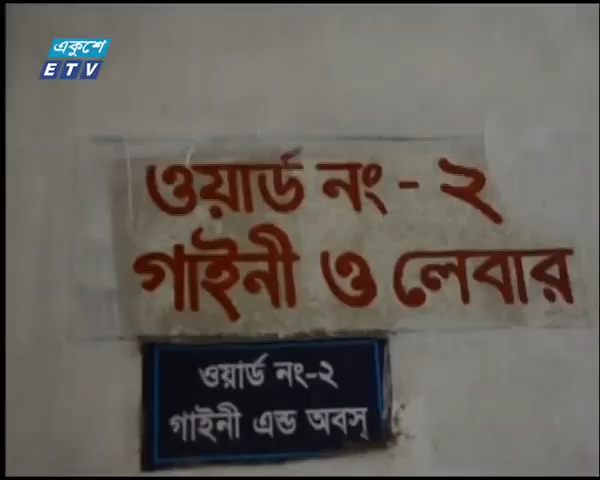 একুশে
ETV
ওয়ার্ড নং - ২
গাইনী ও লেবার
ওয়ার্ড নং-২
গাইনী এন্ড অবস্